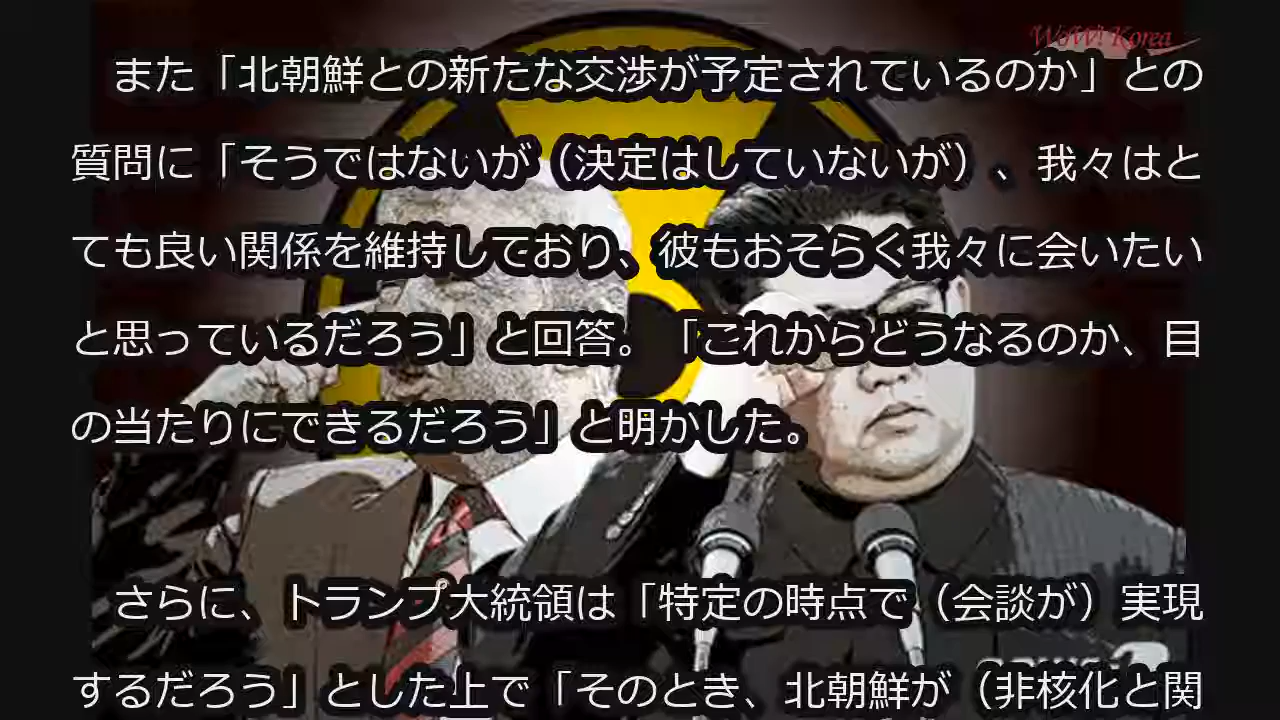 WoW! Korea
また「北朝鮮との新たな交渉が予定されているのか」との
質問に「そうではないが（決定はしていないが）、我々はと
ても良い関係を維持しており、彼もおそらく我々に会いたい
と思っているだろう」と回答。「これからどうなるのか、目
の当たりにできるだろう」と明かした。
さらに、トランプ大統領は「特定の時点で（会談が）実現
するだろう」とした上で「そのとき、北朝鮮が（非核化と関